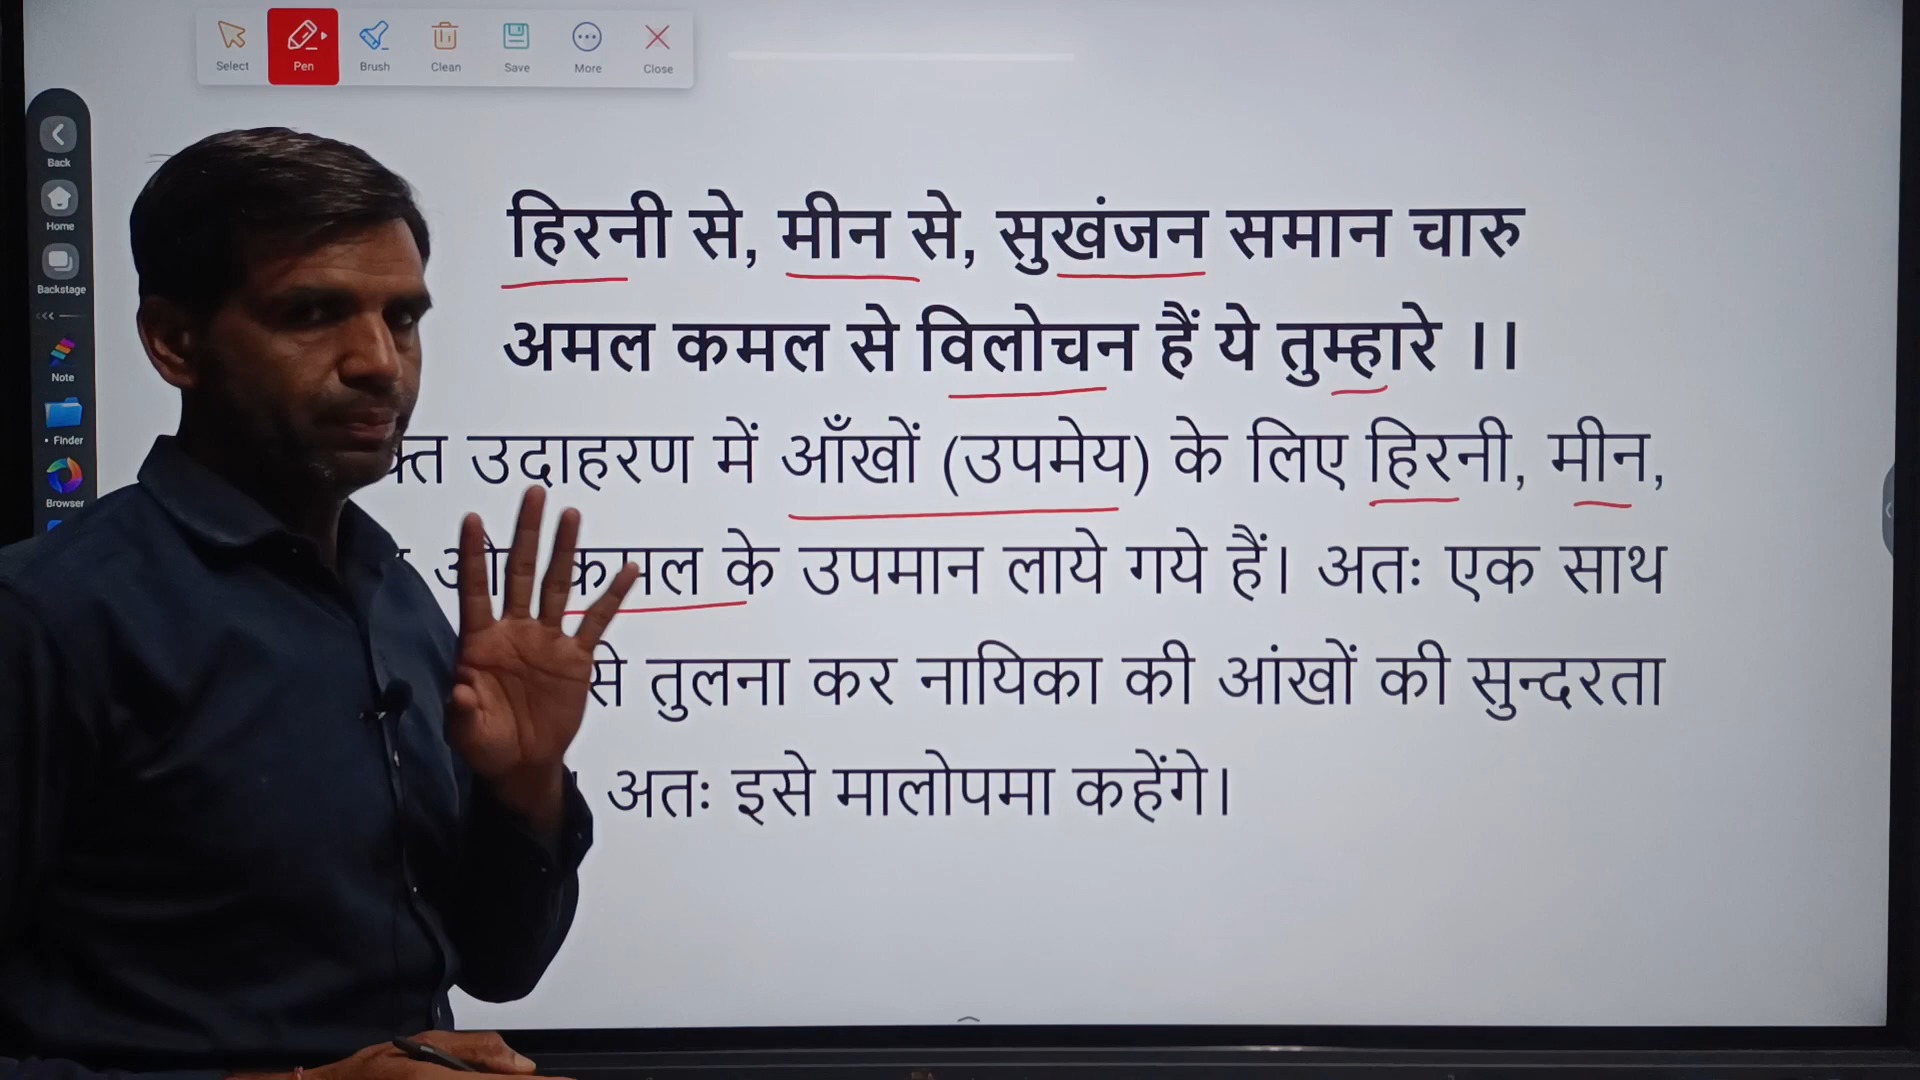 Select Pen Brush Clean Save More Close
Back
Home
Backstage
Note
Finder
Browser
हिरनी से, मीन से, सुखंजन समान चारु
अमल कमल से विलोचन हैं ये तुम्हारे ।।
उदाहरण में आँखों (उपमेय) के लिए हिरनी, मीन,
कमल के उपमान लाये गये हैं। अतः एक साथ
से तुलना कर नायिका की आंखों की सुन्दरता
अतः इसे मालोपमा कहेंगे।